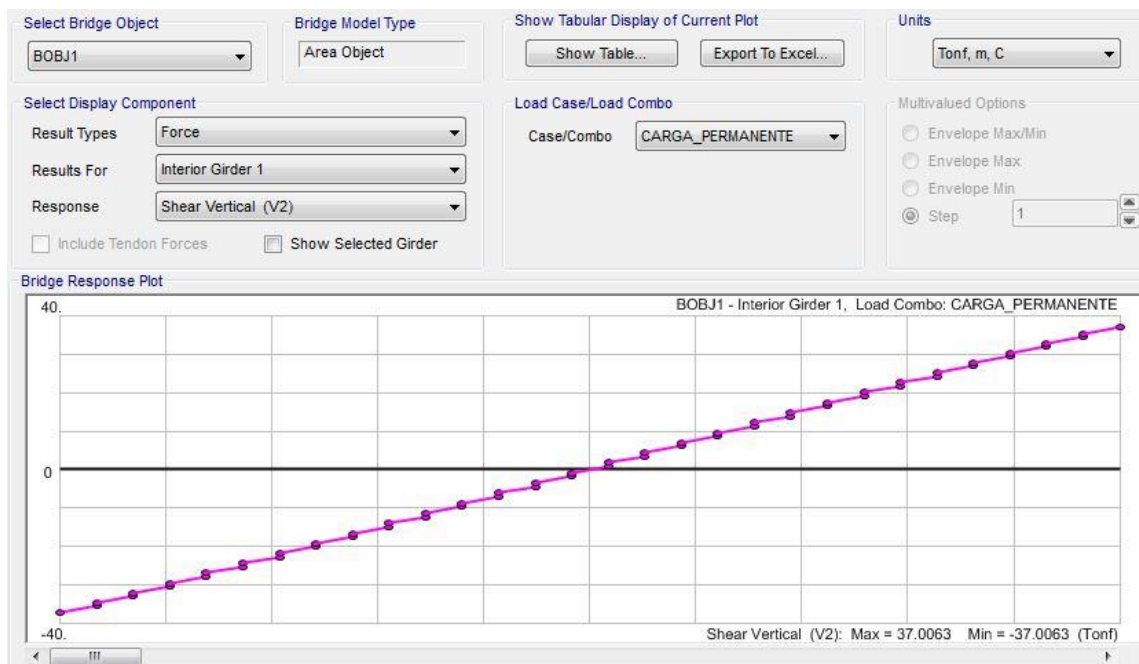 Select Bridge Object
BOBJ1
Bridge Model Type
Area Object
Show Tabular Display of Current Plot
Show Table...
Export To Excel...
Units
Tonf, m, C
Select Display Component
Result Types
Force
Results For
Interior Girder 1
Response
Shear Vertical (V2)
Include Tendon Forces
Show Selected Girder
Load Case/Load Combo
Case/Combo
CARGA_PERMANENTE
Multivalued Options
Envelope Max/Min
Envelope Max
Envelope Min
Step
1
Bridge Response Plot
40.
BOBJ1 - Interior Girder 1, Load Combo: CARGA_PERMANENTE
0
-40.
Shear Vertical (V2): Max = 37.0063 Min = -37.0063 (Tonf)